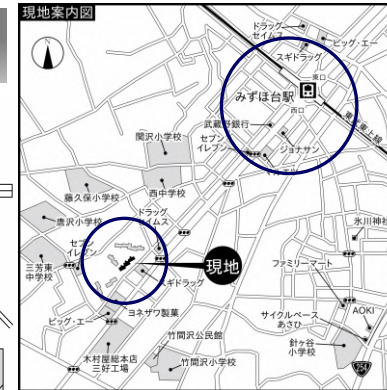 現地案内図
ドラッグ
セイムス
ビッグ・エー
スギドラッグ
東口
みずほ台駅
西口
武蔵野銀行
セブン
イレブン
ジョナサン
関沢小学校
西中学校
藤久保小学校
唐沢小学校
ドラッグ
セイムス
セブン
イレブン
三芳東
中学校
現地
スギドラッグ
氷川神社
ファミリーマート
ビッグ・エー
ヨネザワ製菓
サイクルベース
あさひ
AOKI
竹間沢公民館
木村屋総本店
三好工場
竹間沢小学校
針ヶ谷
小学校
254